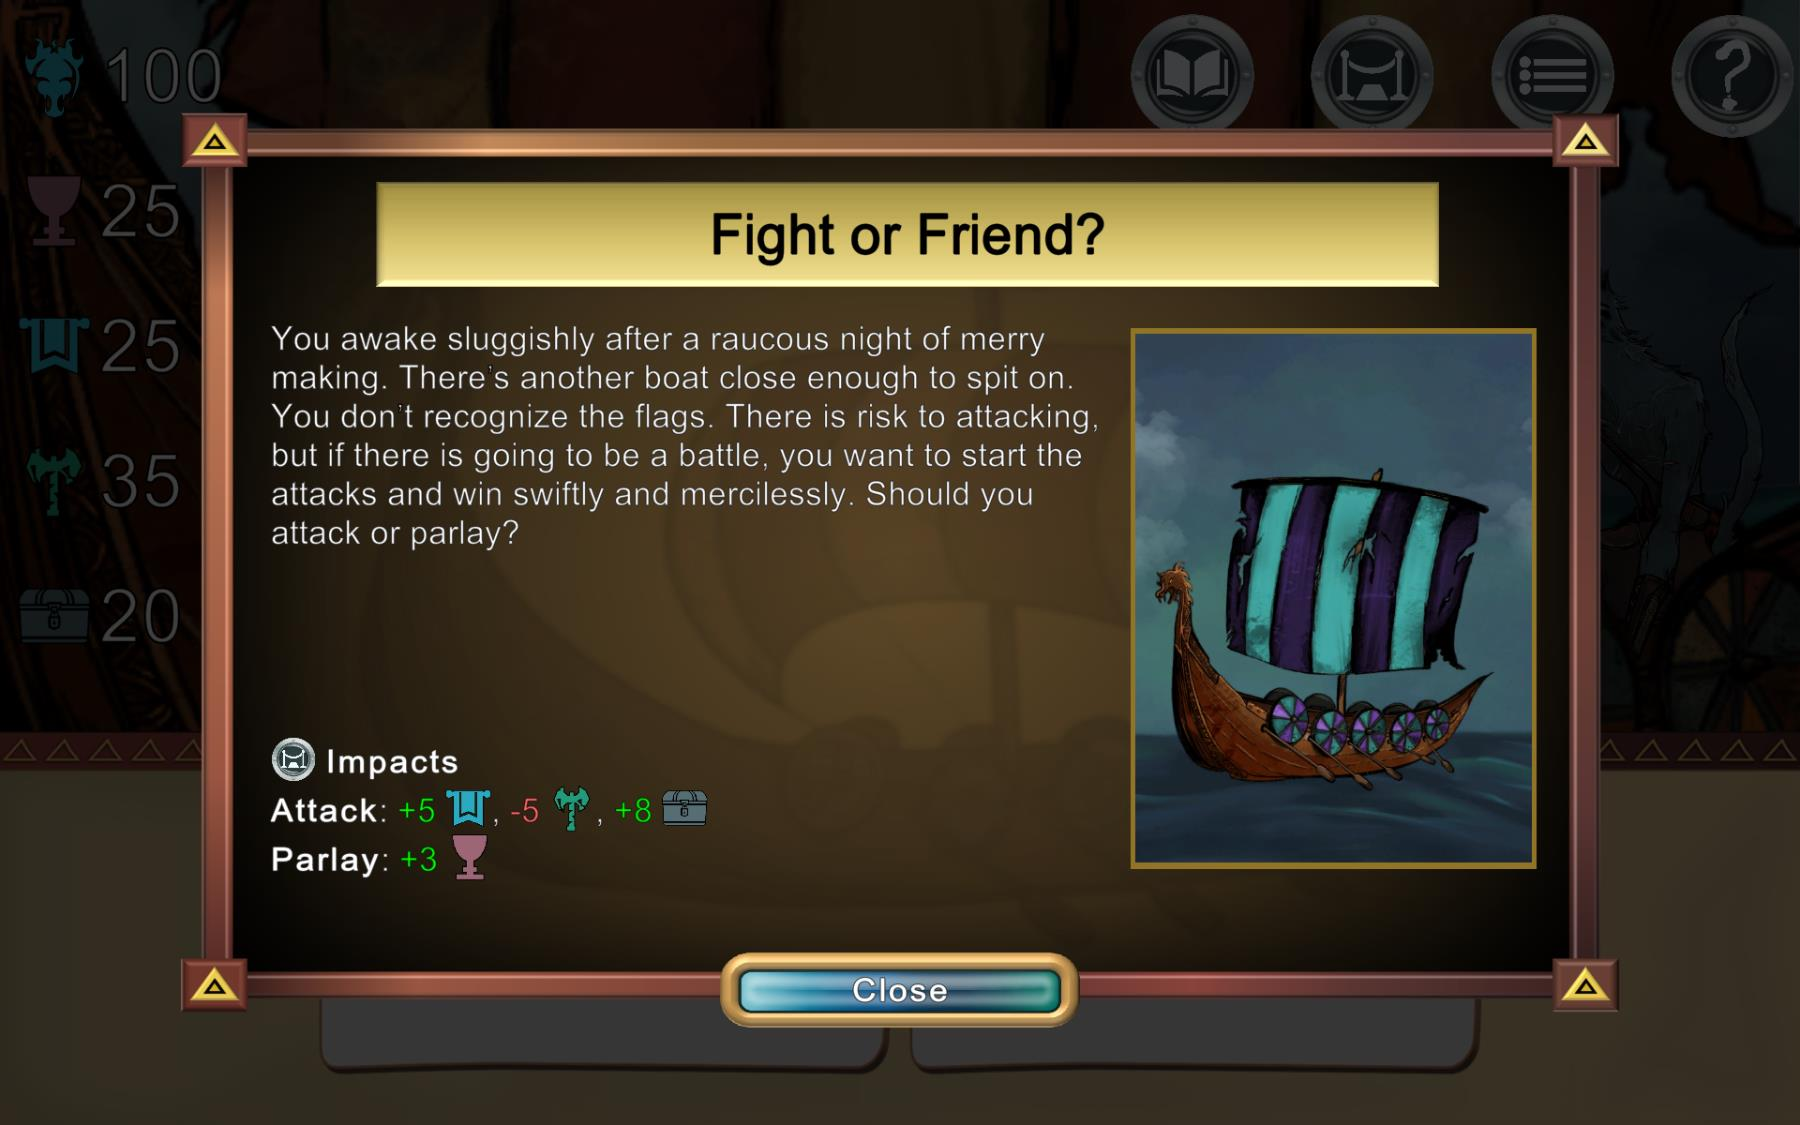 100
25
25
35
20
Fight or Friend?
You awake sluggishly after a raucous night of merry
making. There's another boat close enough to spit on.
You don't recognize the flags. There is risk to attacking,
but if there is going to be a battle, you want to start the
attacks and win swiftly and mercilessly. Should you
attack or parlay?
Impacts
Attack: +5 , -5 , +8
Parlay: +3
Close